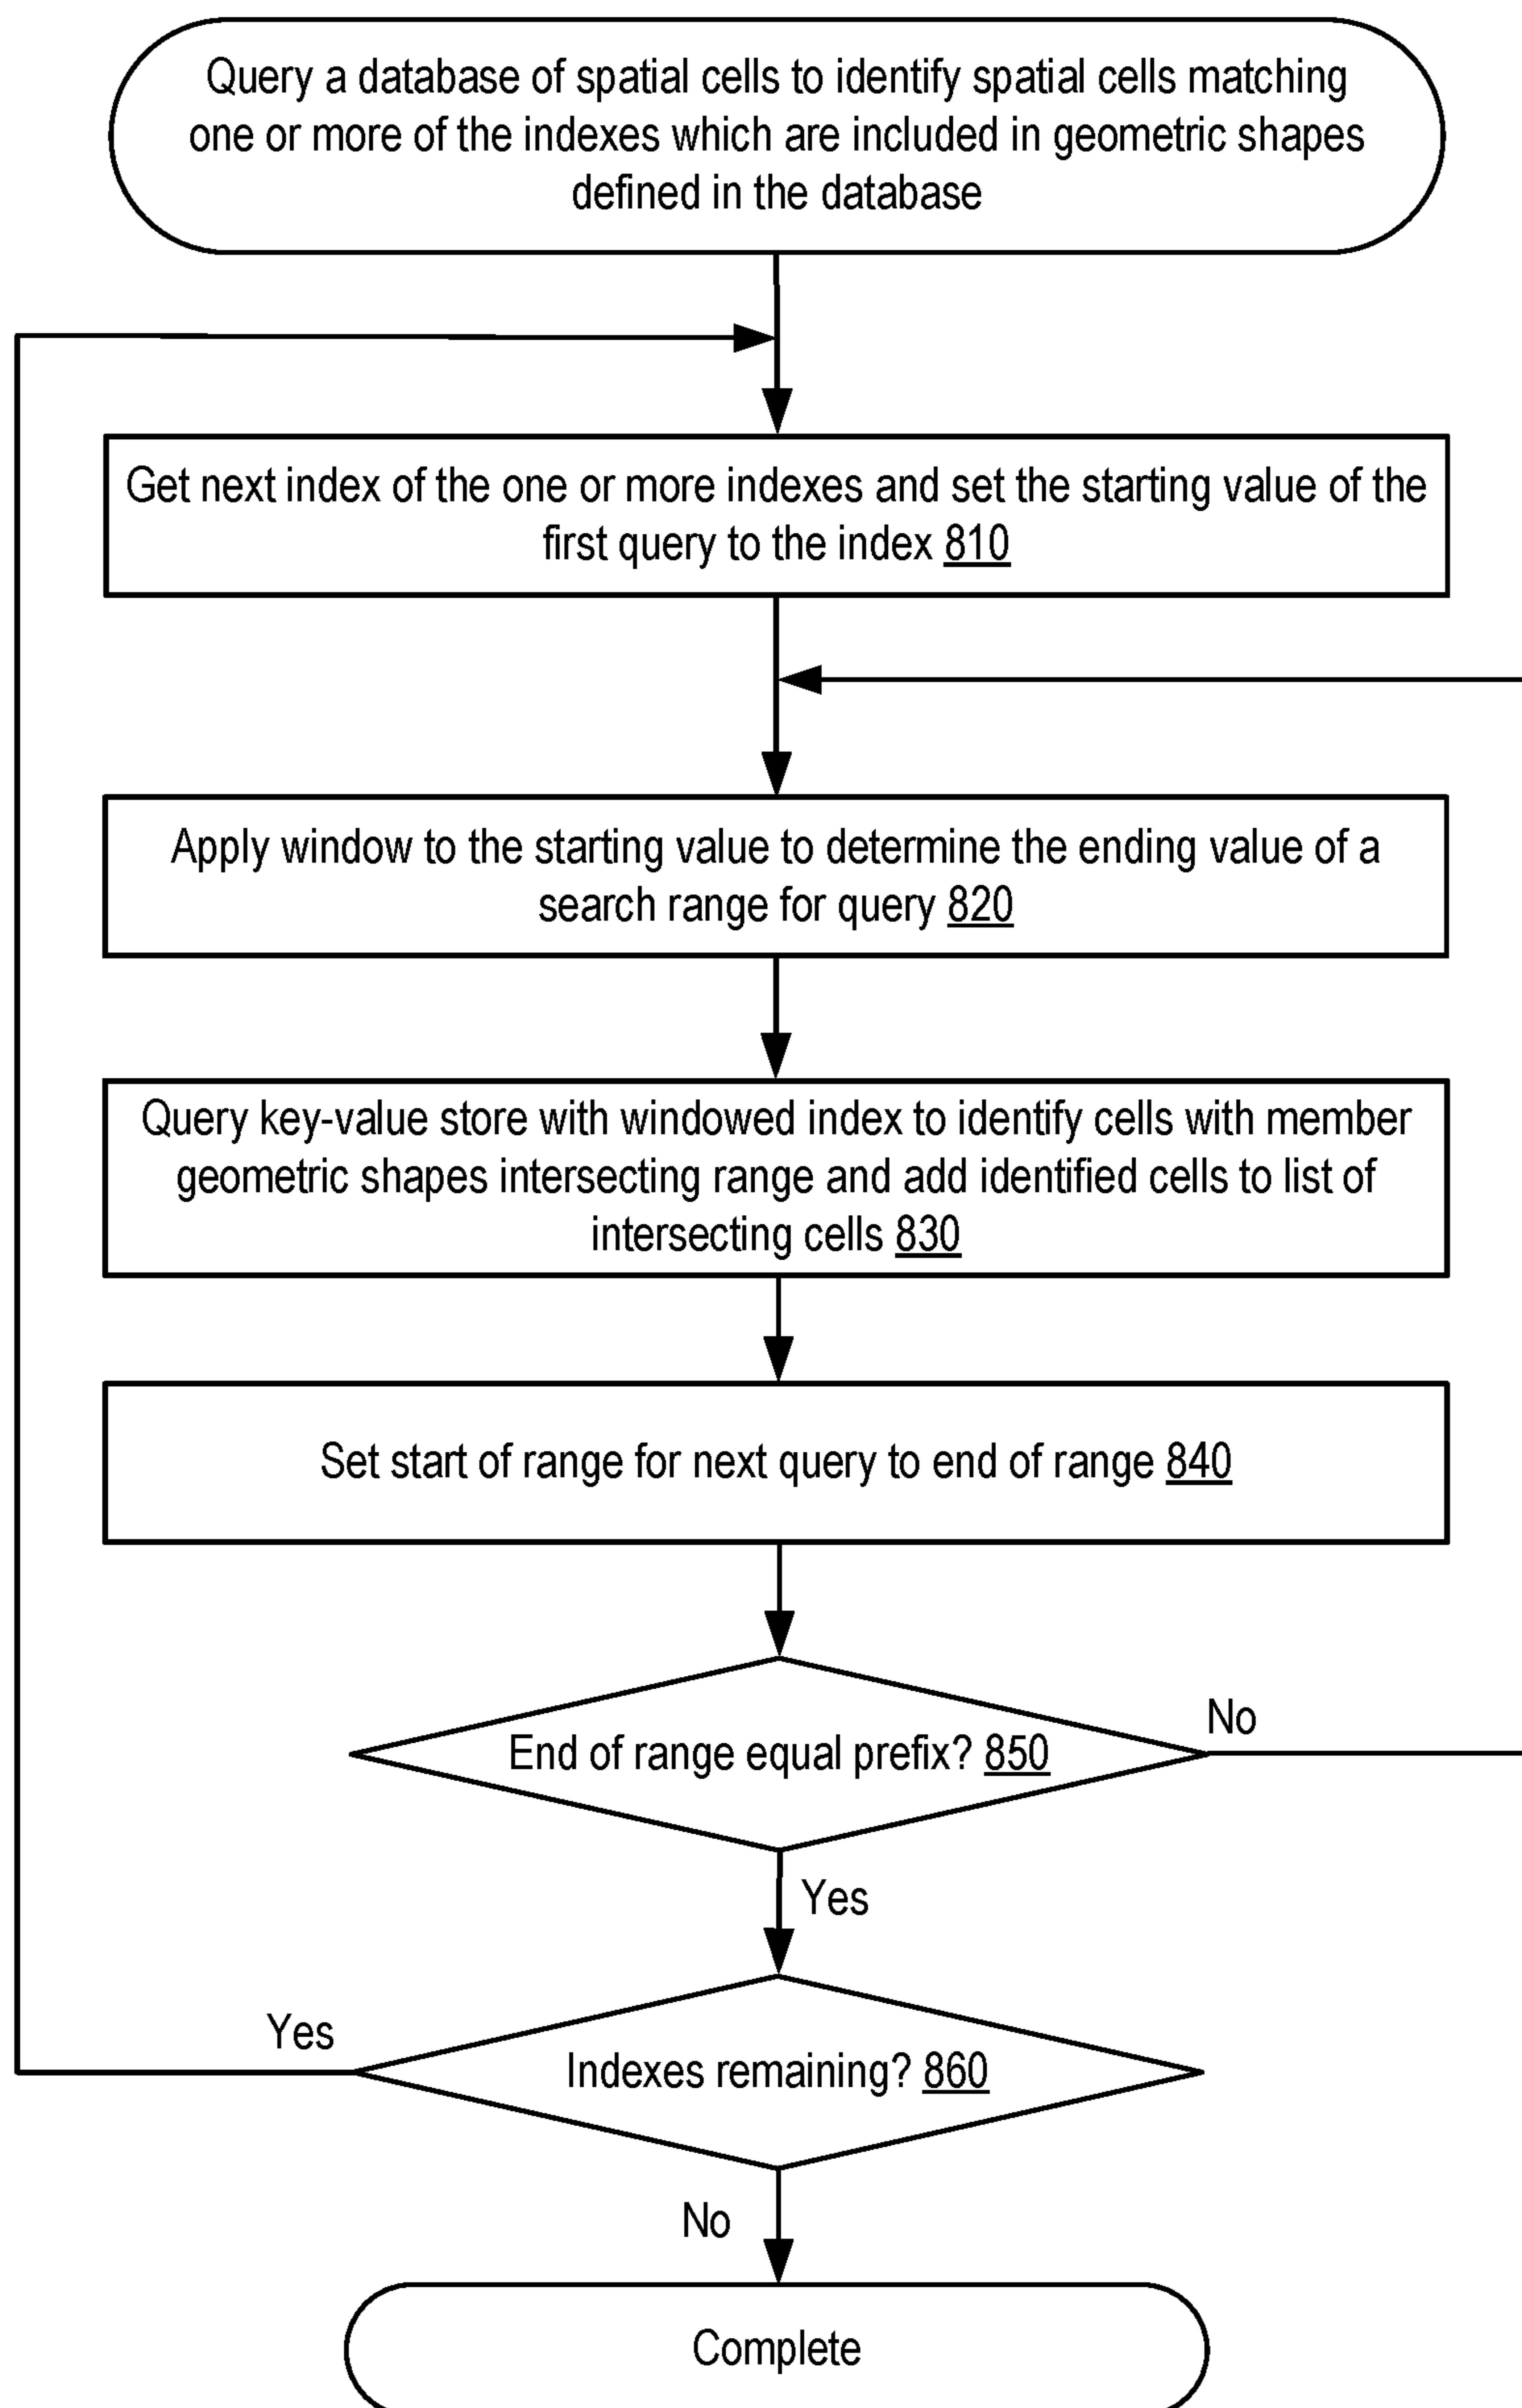 Query a database of spatial cells to identify spatial cells matching
one or more of the indexes which are included in geometric shapes
defined in the database
Get next index of the one or more indexes and set the starting value of the
first query to the index 810
Apply window to the starting value to determine the ending value of a
search range for query 820
Query key-value store with windowed index to identify cells with member
geometric shapes intersecting range and add identified cells to list of
intersecting cells 830
Set start of range for next query to end of range 840
End of range equal prefix? 850
No
Yes
Indexes remaining? 860
Yes
No
Complete